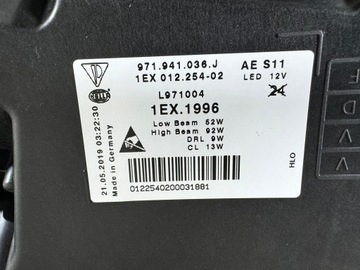 971.941.036.J AE S11
1EX 012.254-02 LED 12V
HELLA
L971004
1EX.1996
Low Beam 52W
High Beam 92W
DRL 9W
CL 13W
21.05.2019 03:22:30
Made in Germany
HLO
0122540200031881